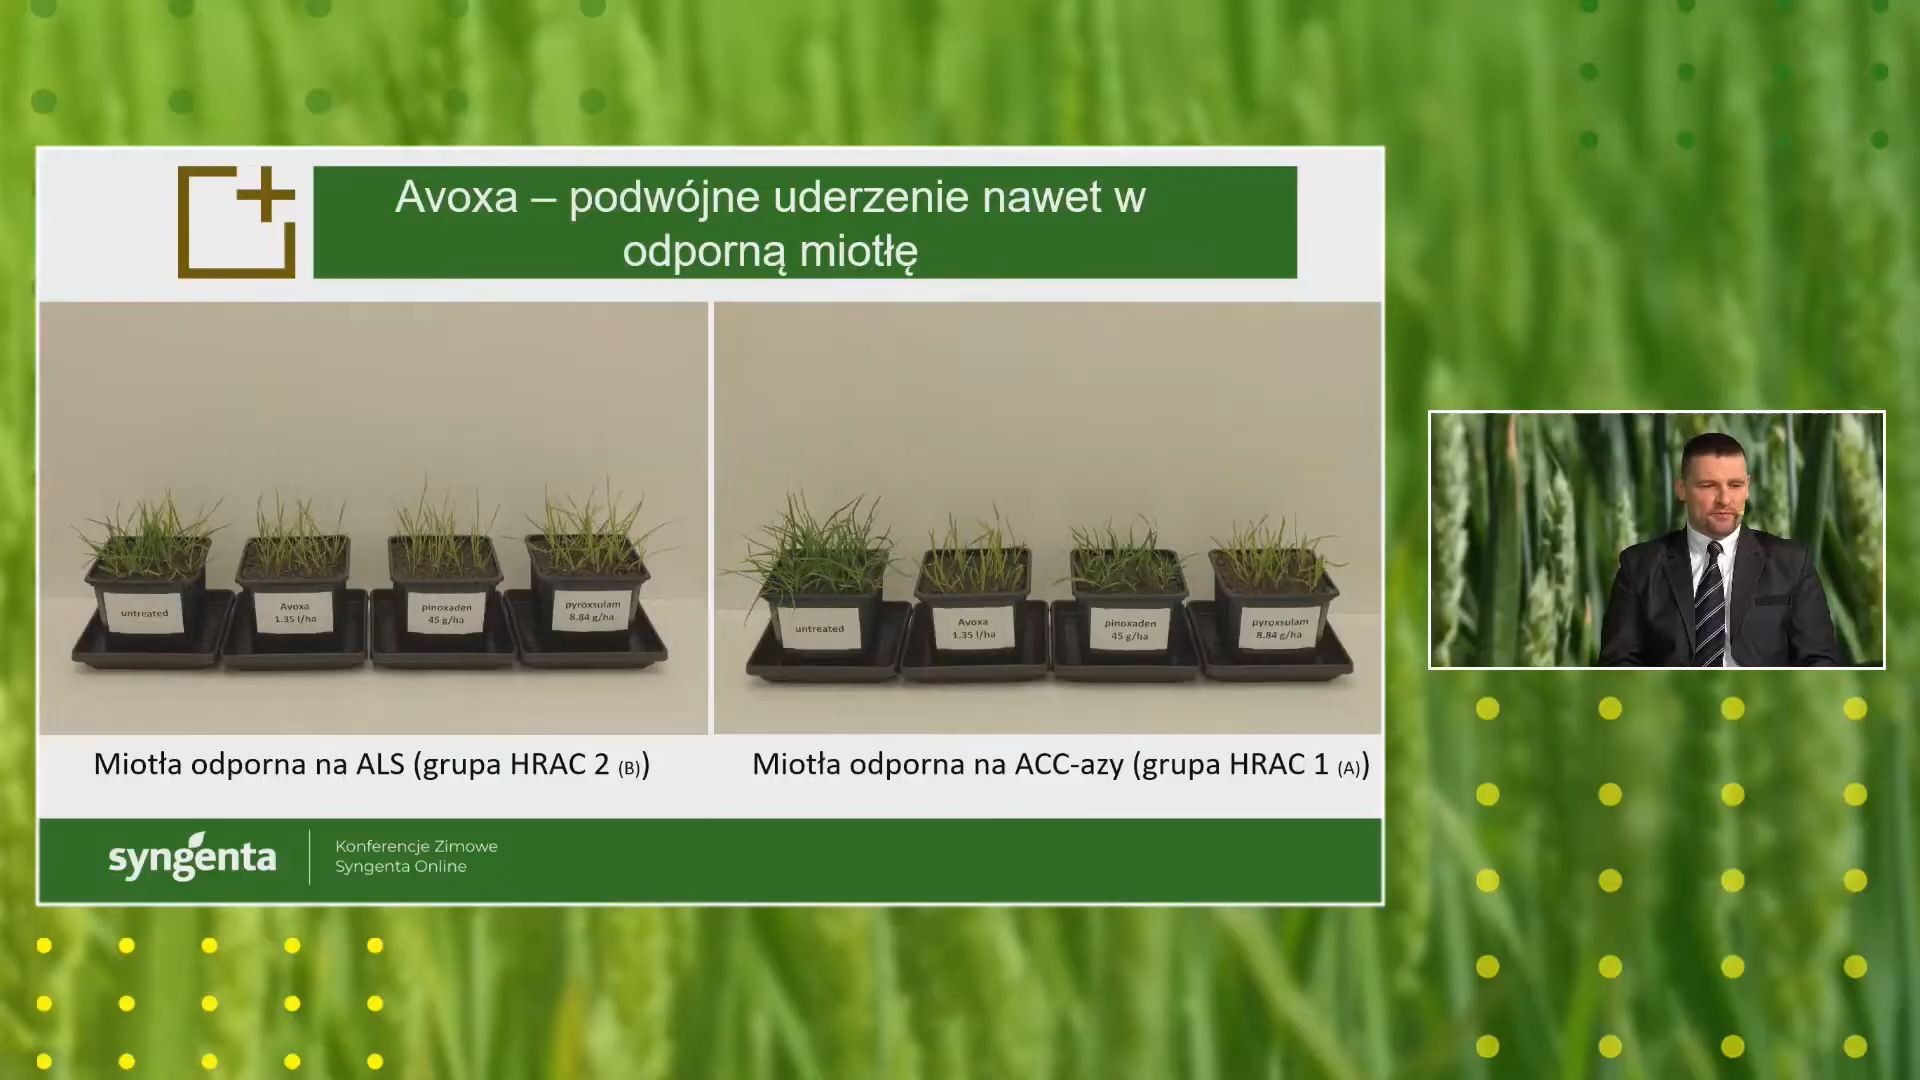 Avoxa – podwójne uderzenie nawet w
odporną miotłę
untreated
Avoxa
1.35 l/ha
pinoxaden
45 g/ha
pyroxsulam
8.84 g/ha
untreated
Avoxa
1.35 l/ha
pinoxaden
45 g/ha
pyroxsulam
8.84 g/ha
Miotła odporna na ALS (grupa HRAC 2 (B))
Miotła odporna na ACC-azy (grupa HRAC 1 (A))
syngenta
Konferencje Zimowe
Syngenta Online